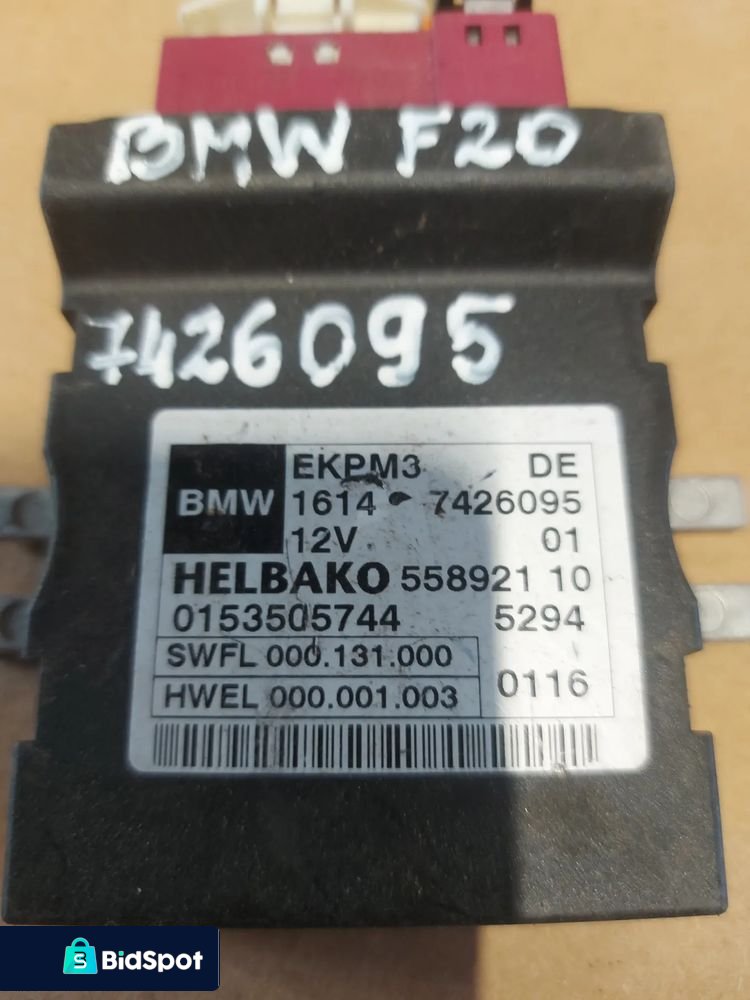 BMW F20
7426095
EKPM3 DE
BMW 1614 7426095
12V 01
HELBAKO 558921 10
0153505744 5294
SWFL 000.131.000
HWEL 000.001.003 0116
S BidSpot